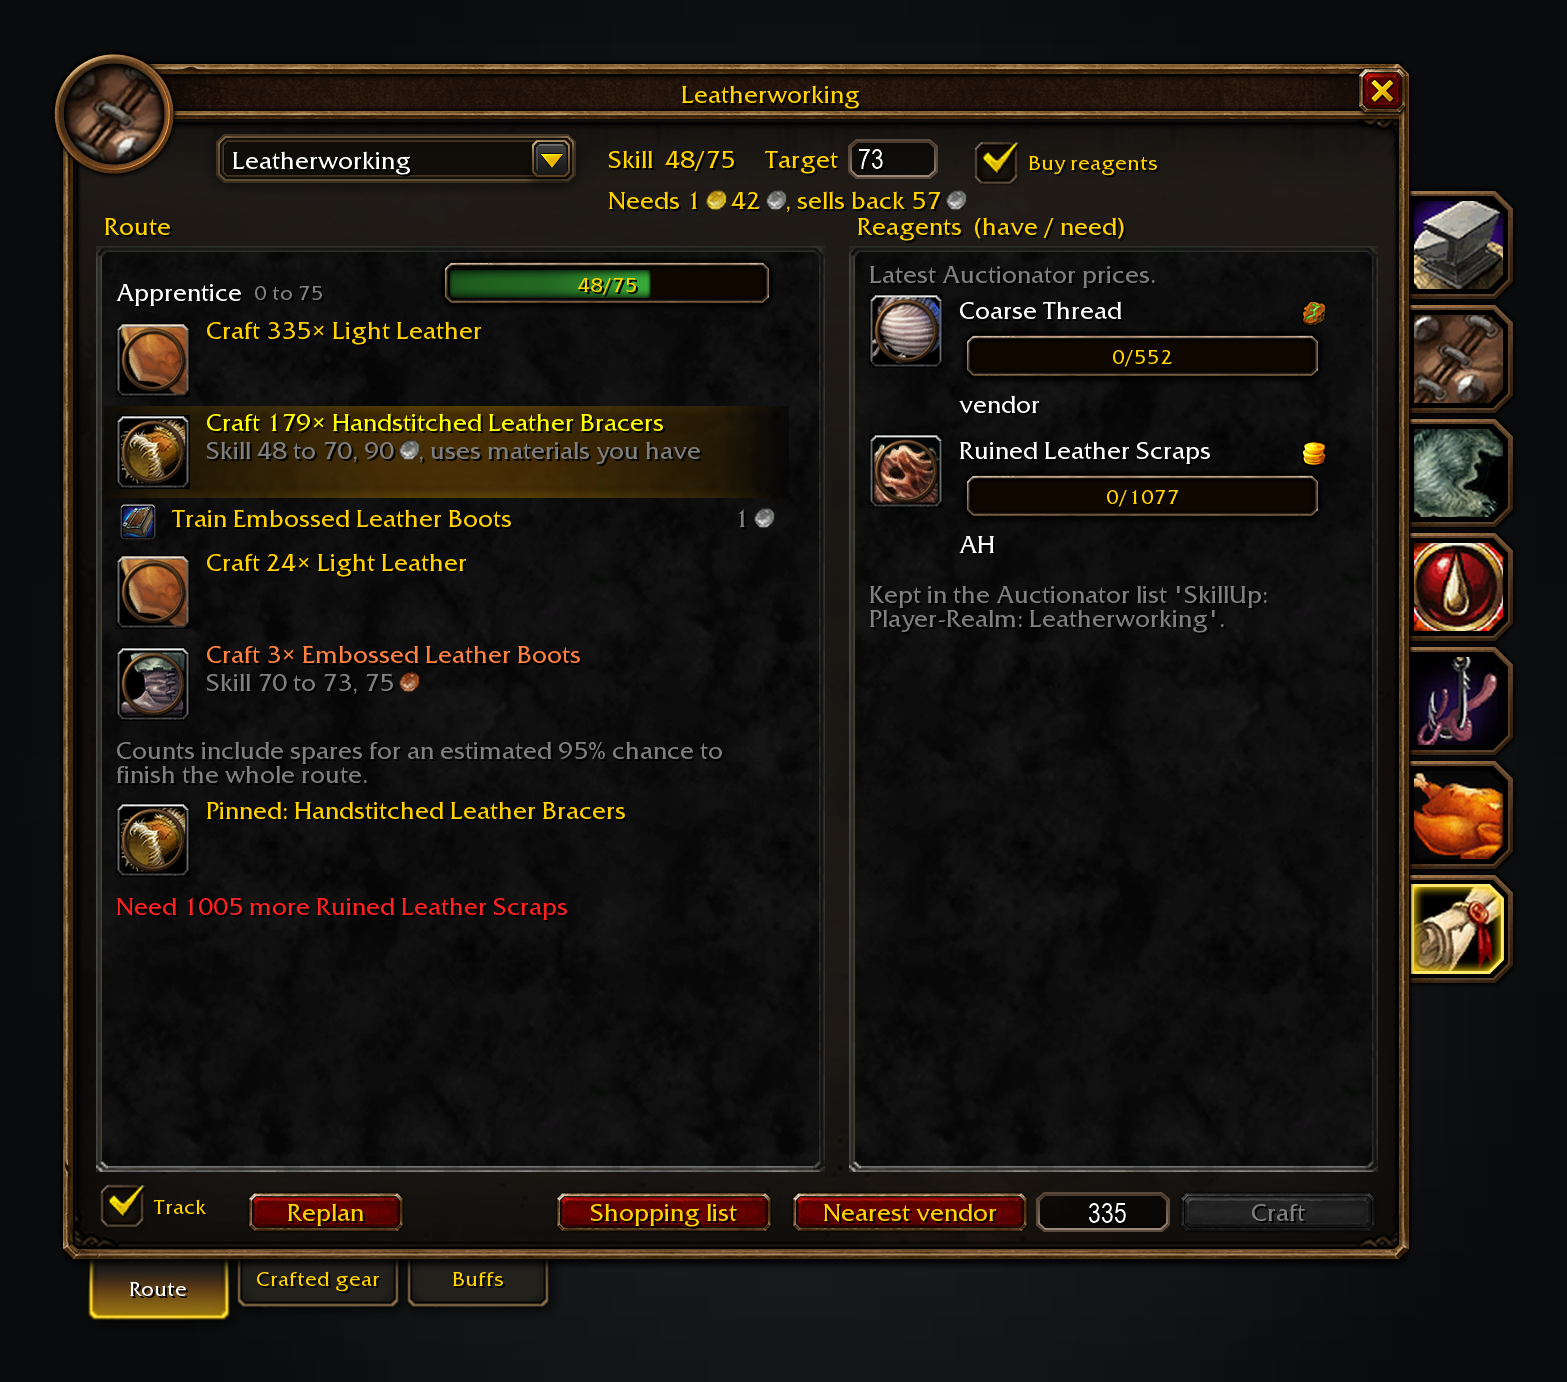 Leatherworking
Leatherworking
Skill 48/75 Target 73
Buy reagents
Needs 1 42, sells back 57
Route
Reagents (have / need)
Apprentice 0 to 75
48/75
Craft 335× Light Leather
Craft 179× Handstitched Leather Bracers
Skill 48 to 70, 90, uses materials you have
Train Embossed Leather Boots 1
Craft 24× Light Leather
Craft 3× Embossed Leather Boots
Skill 70 to 73, 75
Counts include spares for an estimated 95% chance to
finish the whole route.
Pinned: Handstitched Leather Bracers
Need 1005 more Ruined Leather Scraps
Latest Auctionator prices.
Coarse Thread
0/552
vendor
Ruined Leather Scraps
0/1077
AH
Kept in the Auctionator list 'SkillUp:
Player-Realm: Leatherworking'.
Track
Replan
Shopping list
Nearest vendor
335
Craft
Route
Crafted gear
Buffs